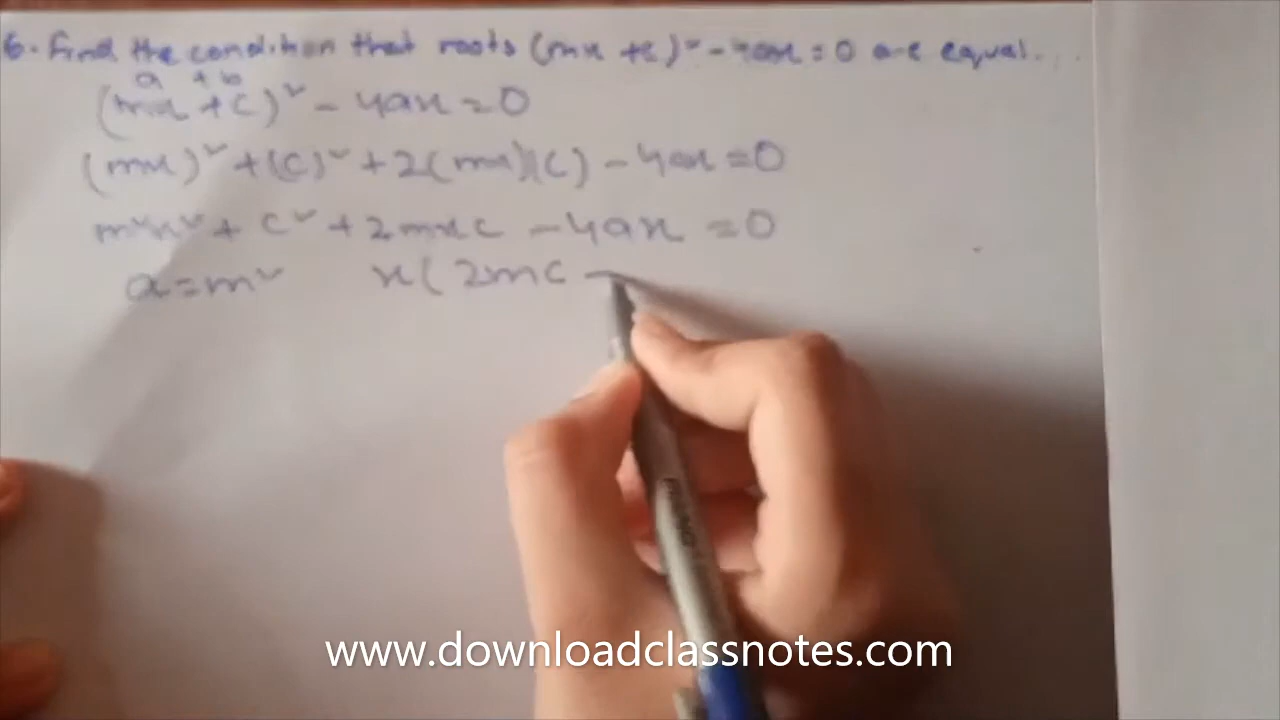 6. Find the condition that roots (mx + c)² - 4ax = 0 are equal...
a + b
(mx + c)² - 4ax = 0
(mx)² + (c)² + 2(mx)(c) - 4ax = 0
m²x² + c² + 2mxc - 4ax = 0
a = m² x(2mc -
www.downloadclassnotes.com